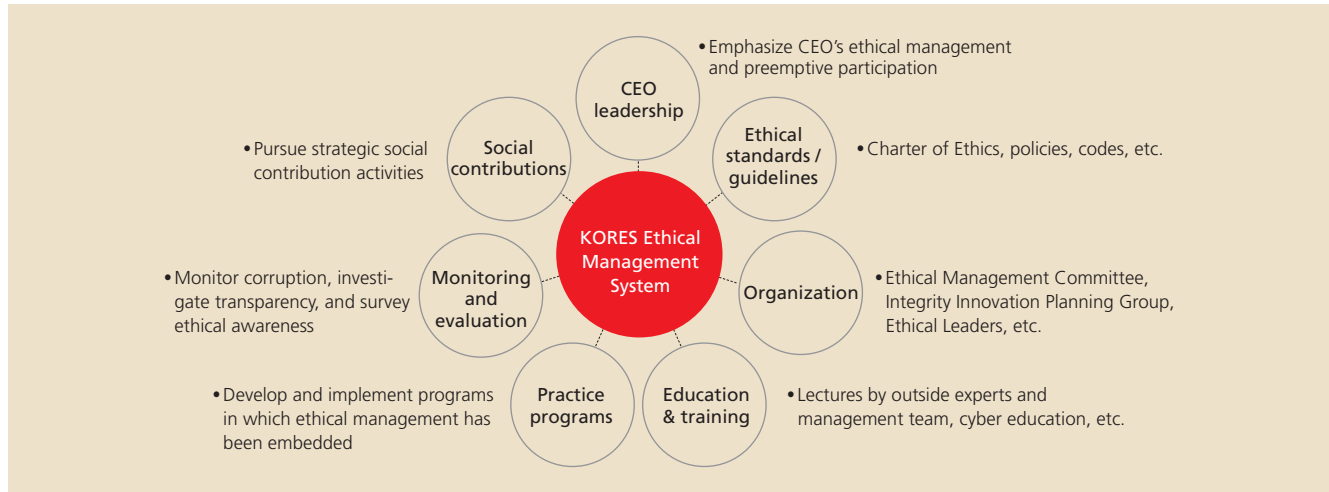 CEO
leadership
•Emphasize CEO's ethical management
and preemptive participation
Ethical
standards /
guidelines
•Charter of Ethics, policies, codes, etc.
Organization
•Ethical Management Committee,
Integrity Innovation Planning Group,
Ethical Leaders, etc.
Education
& training
•Lectures by outside experts and
management team, cyber education, etc.
Practice
programs
•Develop and implement programs
in which ethical management has
been embedded
Monitoring
and
evaluation
•Monitor corruption, investi-
gate transparency, and survey
ethical awareness
Social
contributions
•Pursue strategic social
contribution activities
KORES Ethical
Management
System